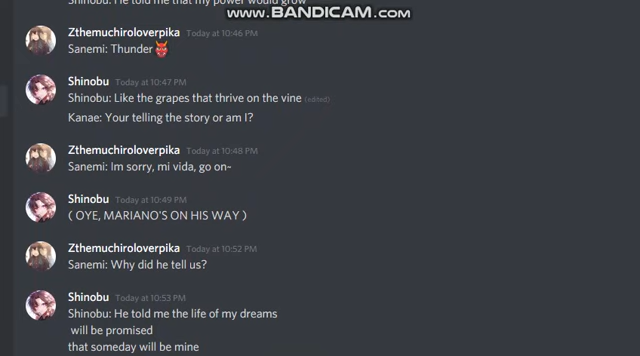 Shinobu: He told me that my power would grow
www.BANDICAM.com
Zthemuchiroloverpika Today at 10:46 PM
Sanemi: Thunder👹
Shinobu Today at 10:47 PM
Shinobu: Like the grapes that thrive on the vine (edited)
Kanae: Your telling the story or am I?
Zthemuchiroloverpika Today at 10:48 PM
Sanemi: Im sorry, mi vida, go on~
Shinobu Today at 10:49 PM
( OYE, MARIANO'S ON HIS WAY )
Zthemuchiroloverpika Today at 10:52 PM
Sanemi: Why did he tell us?
Shinobu Today at 10:53 PM
Shinobu: He told me the life of my dreams
will be promised
that someday will be mine